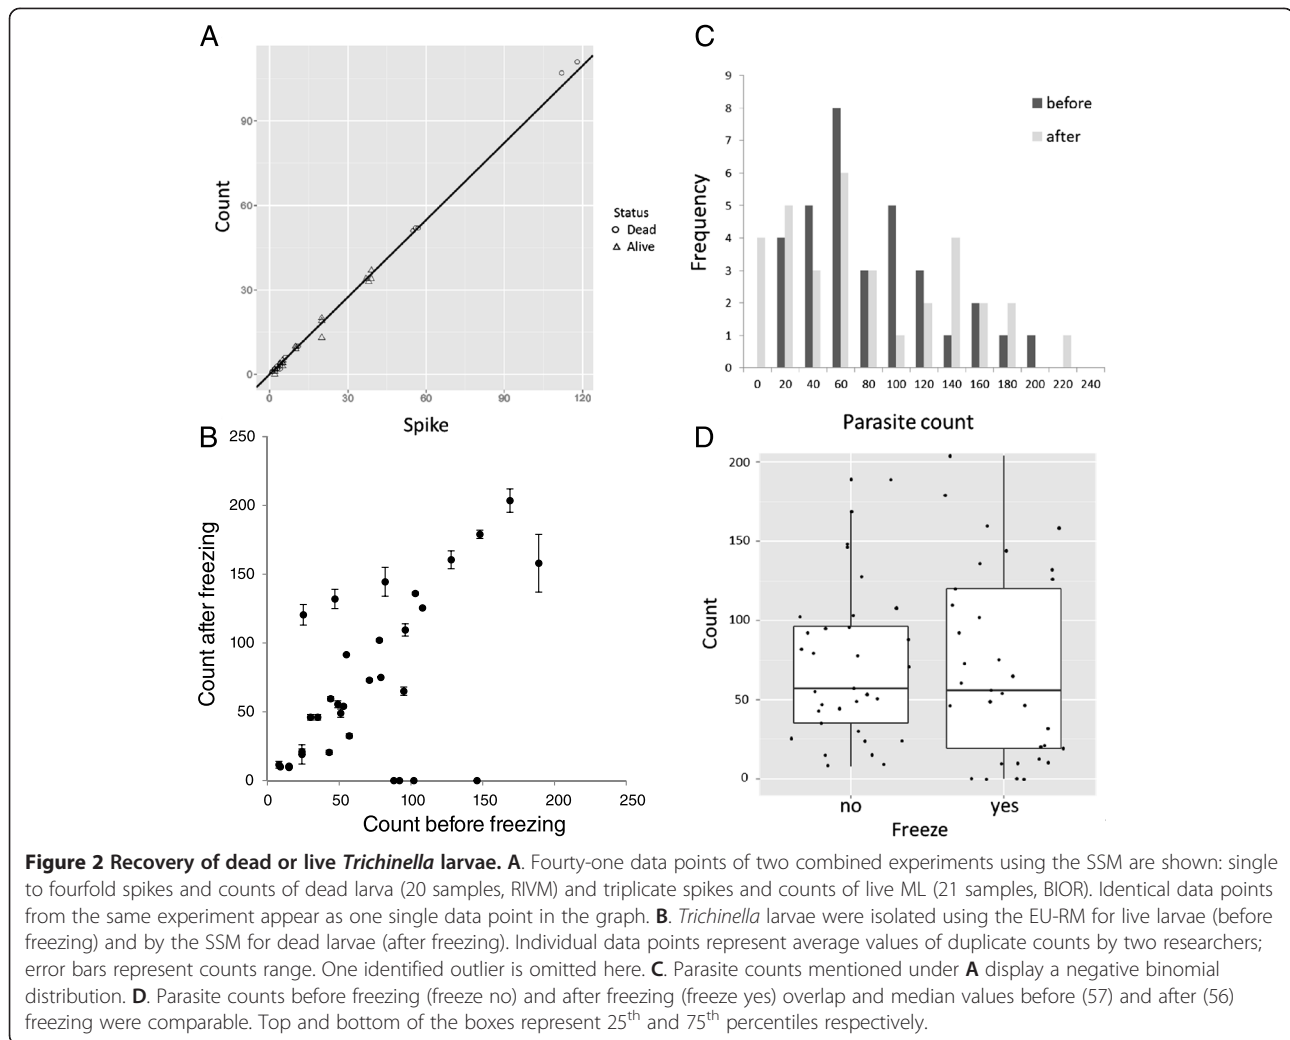 A
Count
90
60
30
0
0 30 60 90 120
Spike
Status
Dead
Alive
C
Frequency
9
8
7
6
5
4
3
2
1
0
0 20 40 60 80 100 120 140 160 180 200 220 240
Parasite count
before
after
B
Count after freezing
250
200
150
100
50
0
0 50 100 150 200 250
Count before freezing
D
Count
200
150
100
50
0
no yes
Freeze
Figure 2 Recovery of dead or live Trichinella larvae. A. Fourty-one data points of two combined experiments using the SSM are shown: single
to fourfold spikes and counts of dead larva (20 samples, RIVM) and triplicate spikes and counts of live ML (21 samples, BIOR). Identical data points
from the same experiment appear as one single data point in the graph. B. Trichinella larvae were isolated using the EU-RM for live larvae (before
freezing) and by the SSM for dead larvae (after freezing). Individual data points represent average values of duplicate counts by two researchers;
error bars represent counts range. One identified outlier is omitted here. C. Parasite counts mentioned under A display a negative binomial
distribution. D. Parasite counts before freezing (freeze no) and after freezing (freeze yes) overlap and median values before (57) and after (56)
freezing were comparable. Top and bottom of the boxes represent 25th and 75th percentiles respectively.